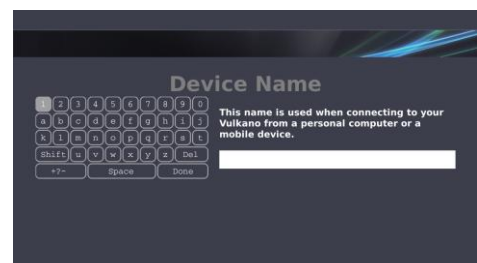 Device Name
1 2 3 4 5 6 7 8 9 0
a b c d e f g h i j
k l m n o p q r s t
Shift u v w x y z Del
+?- Space Done
This name is used when connecting to your
Vulkano from a personal computer or a
mobile device.